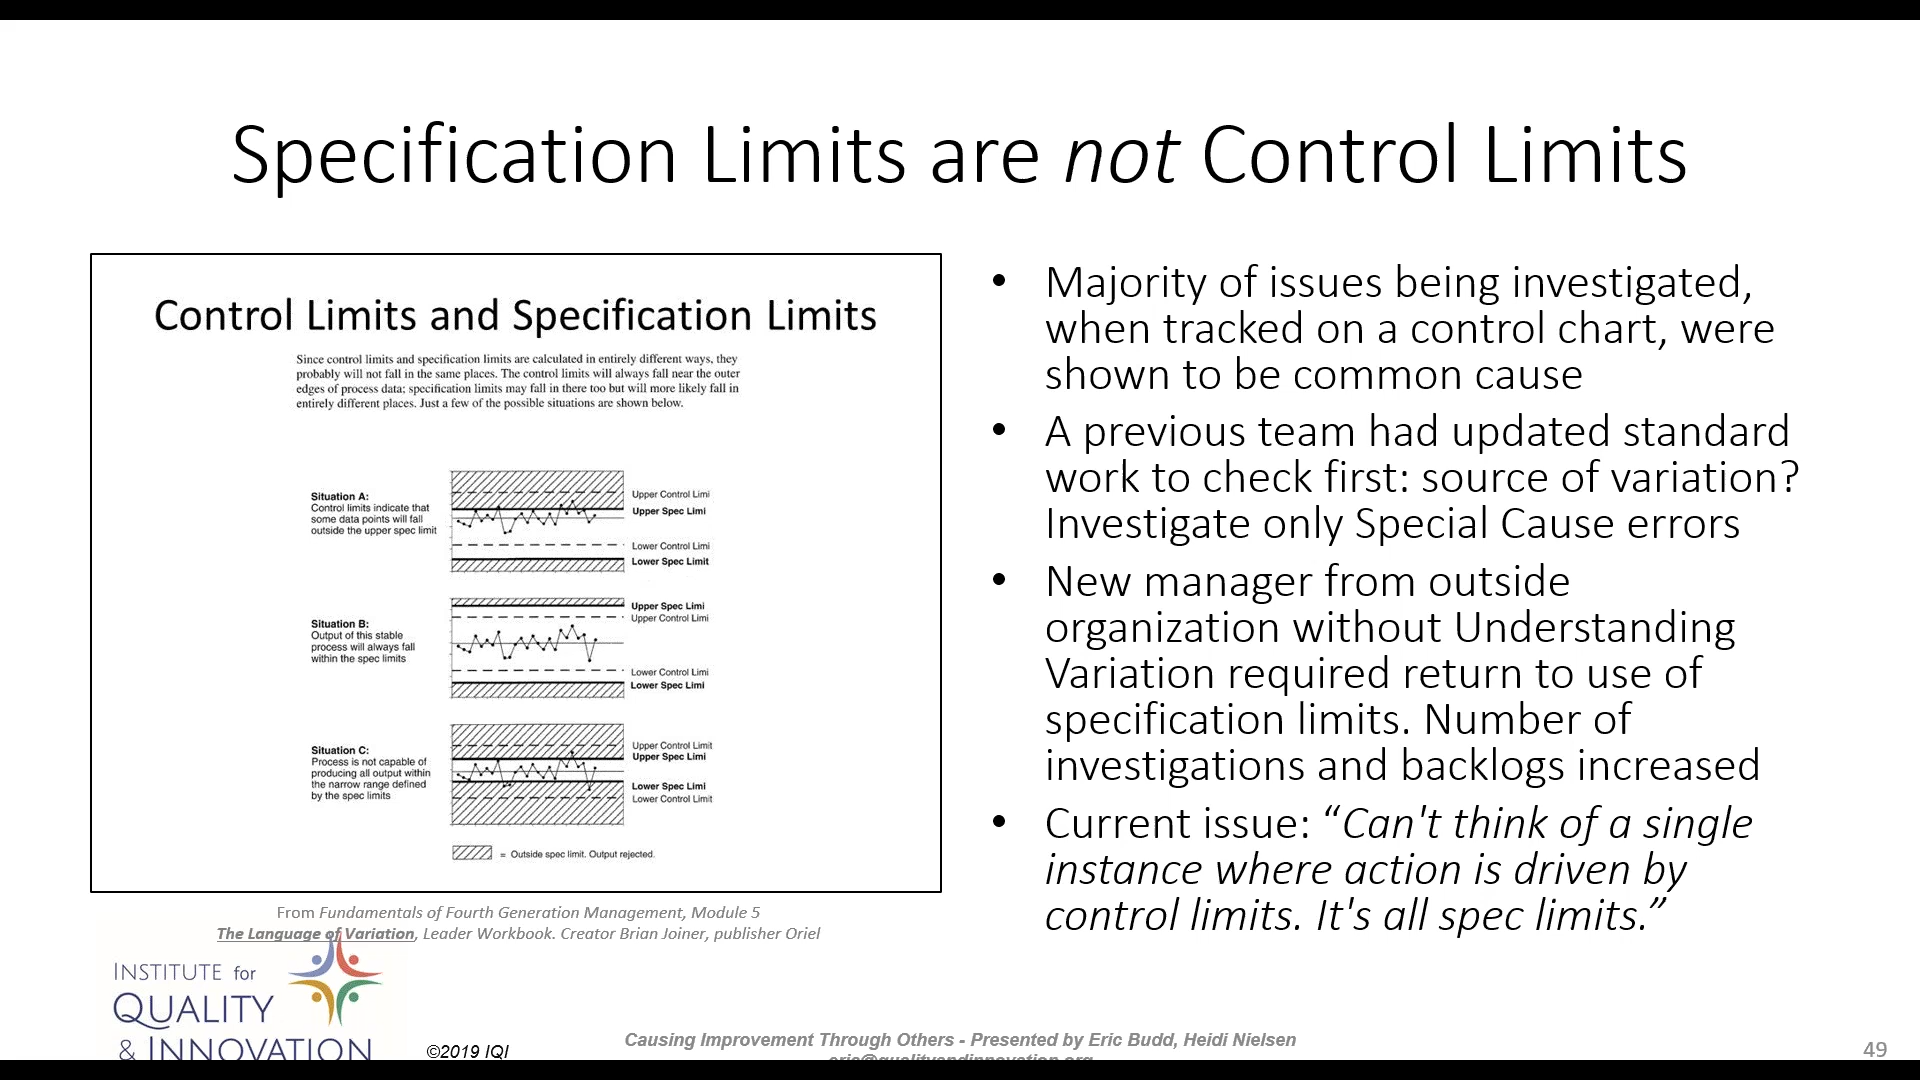 Specification Limits are not Control Limits
Control Limits and Specification Limits
Since control limits and specification limits are calculated in entirely different ways, they
probably will not fall in the same places. The control limits will always fall near the outer
edges of process data; specification limits may fall in there too but will more likely fall in
entirely different places. Just a few of the possible situations are shown below.
Situation A:
Control limits indicate that
some data points will fall
outside the upper spec limit
Upper Control Limi
Upper Spec Limi
Lower Control Limi
Lower Spec Limit
Situation B:
Output of this stable
process will always fall
within the spec limits
Upper Spec Limi
Upper Control Limi
Lower Control Limi
Lower Spec Limi
Situation C:
Process is not capable of
producing all output within
the narrow range defined
by the spec limits
Upper Control Limit
Upper Spec Limi
Lower Spec Limi
Lower Control Limit
= Outside spec limit. Output rejected.
From Fundamentals of Fourth Generation Management, Module 5
The Language of Variation, Leader Workbook. Creator Brian Joiner, publisher Oriel
• Majority of issues being investigated,
when tracked on a control chart, were
shown to be common cause
• A previous team had updated standard
work to check first: source of variation?
Investigate only Special Cause errors
• New manager from outside
organization without Understanding
Variation required return to use of
specification limits. Number of
investigations and backlogs increased
• Current issue: “Can't think of a single
instance where action is driven by
control limits. It's all spec limits.”
INSTITUTE for
QUALITY
& INNOVATION
©2019 IQI
Causing Improvement Through Others - Presented by Eric Budd, Heidi Nielsen
eric@qualityandinnovation.org
49